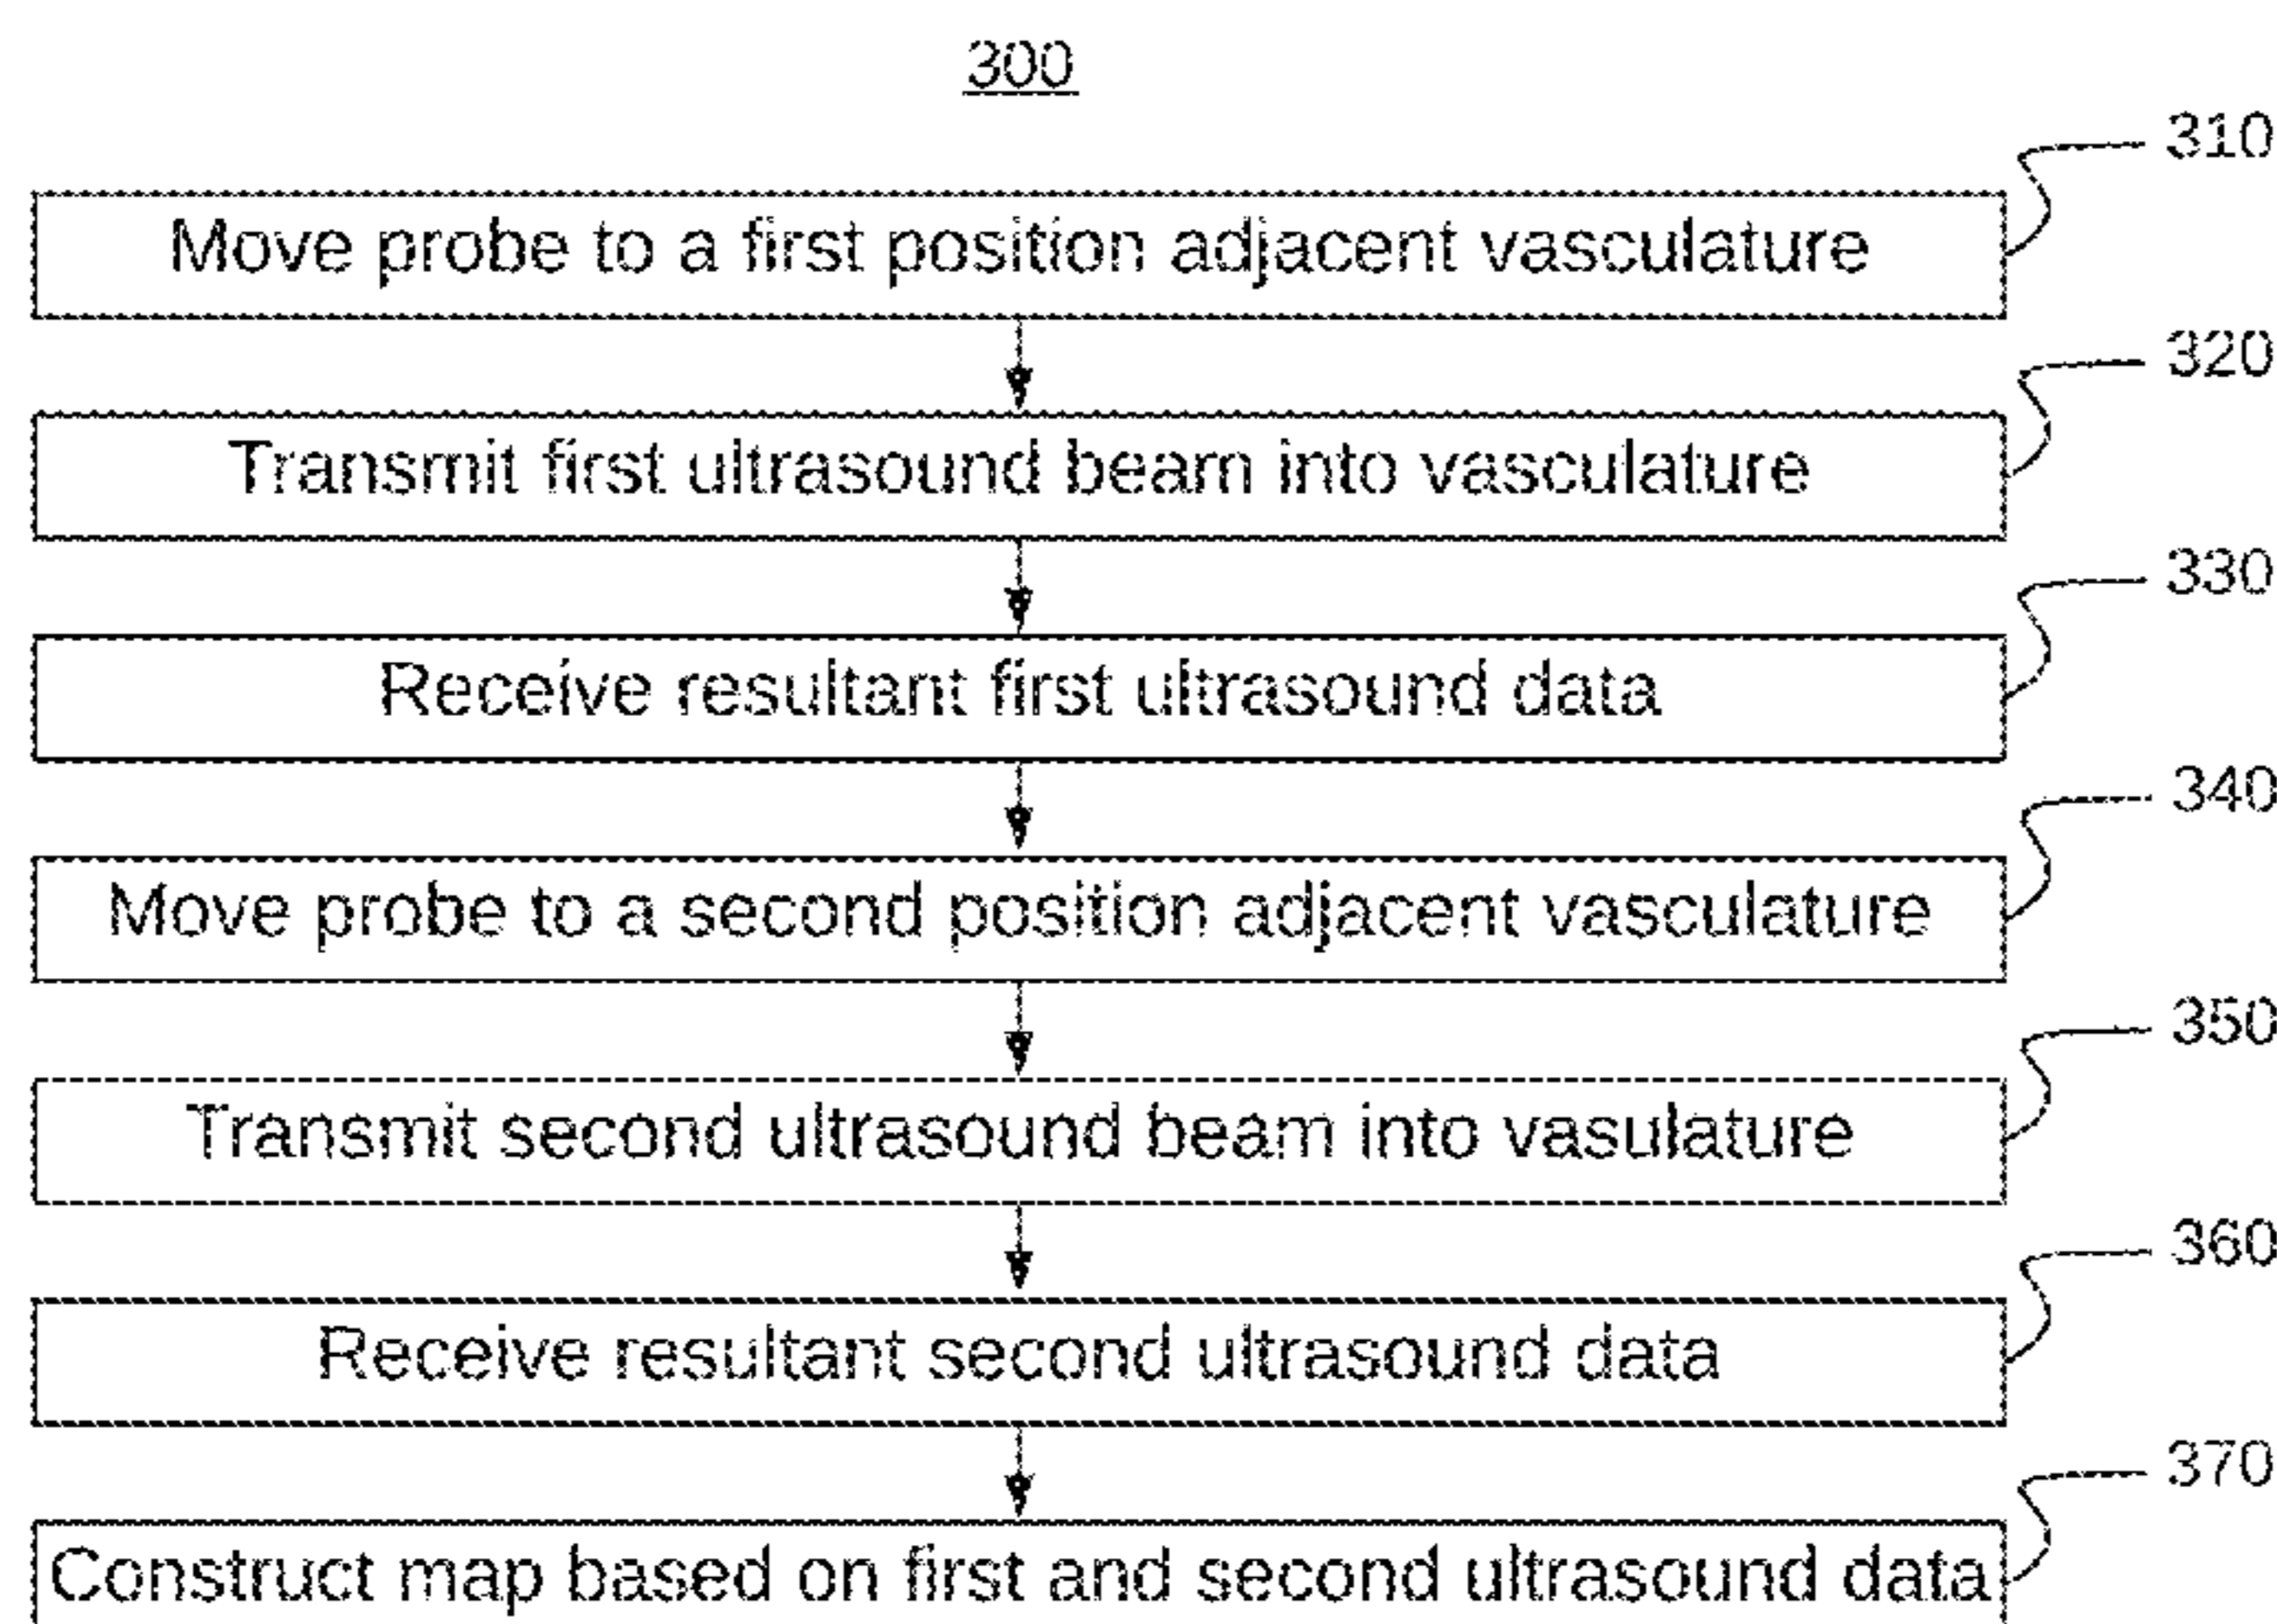 300
310
Move probe to a first position adjacent vasculature
320
Transmit first ultrasound beam into vasculature
330
Receive resultant first ultrasound data
340
Move probe to a second position adjacent vasculature
350
Transmit second ultrasound beam into vasulature
360
Receive resultant second ultrasound data
370
Construct map based on first and second ultrasound data